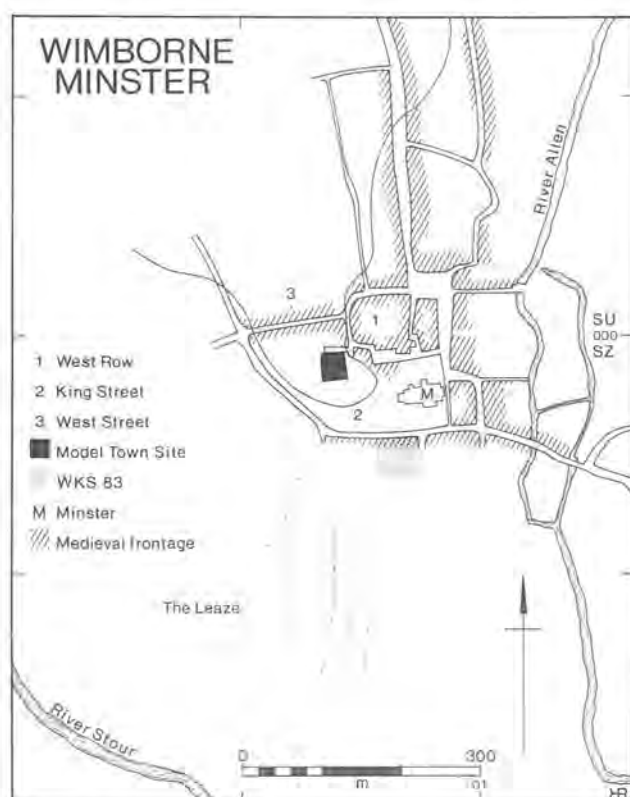 WIMBORNE
MINSTER
River Allen
3
1
SU
000
SZ
M
2
1 West Row
2 King Street
3 West Street
Model Town Site
WKS 83
M Minster
Medieval frontage
The Leaze
River Stour
0 300
m 01